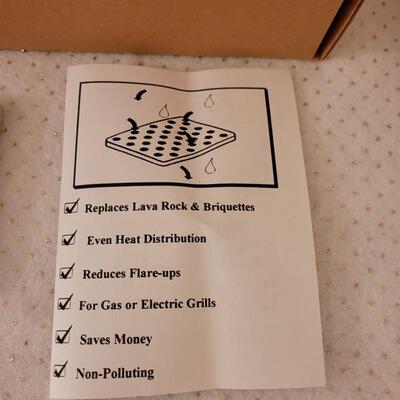 Replaces Lava Rock & Briquettes
Even Heat Distribution
Reduces Flare-ups
For Gas or Electric Grills
Saves Money
Non-Polluting